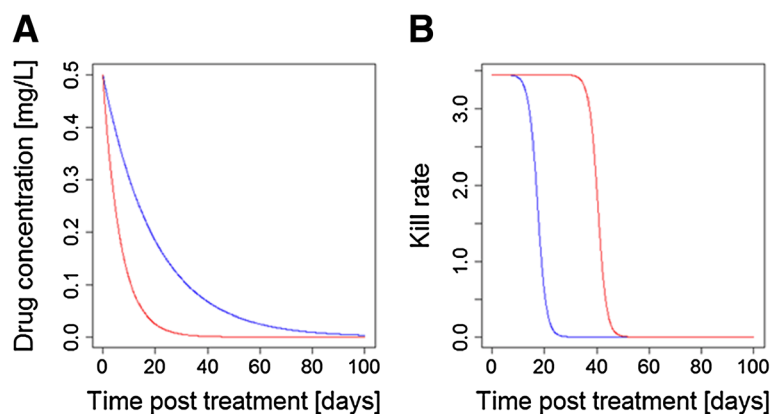 A
Drug concentration [mg/L]
0.5
0.4
0.3
0.2
0.1
0.0
0 20 40 60 80 100
Time post treatment [days]
B
Kill rate
3.0
2.0
1.0
0.0
0 20 40 60 80 100
Time post treatment [days]